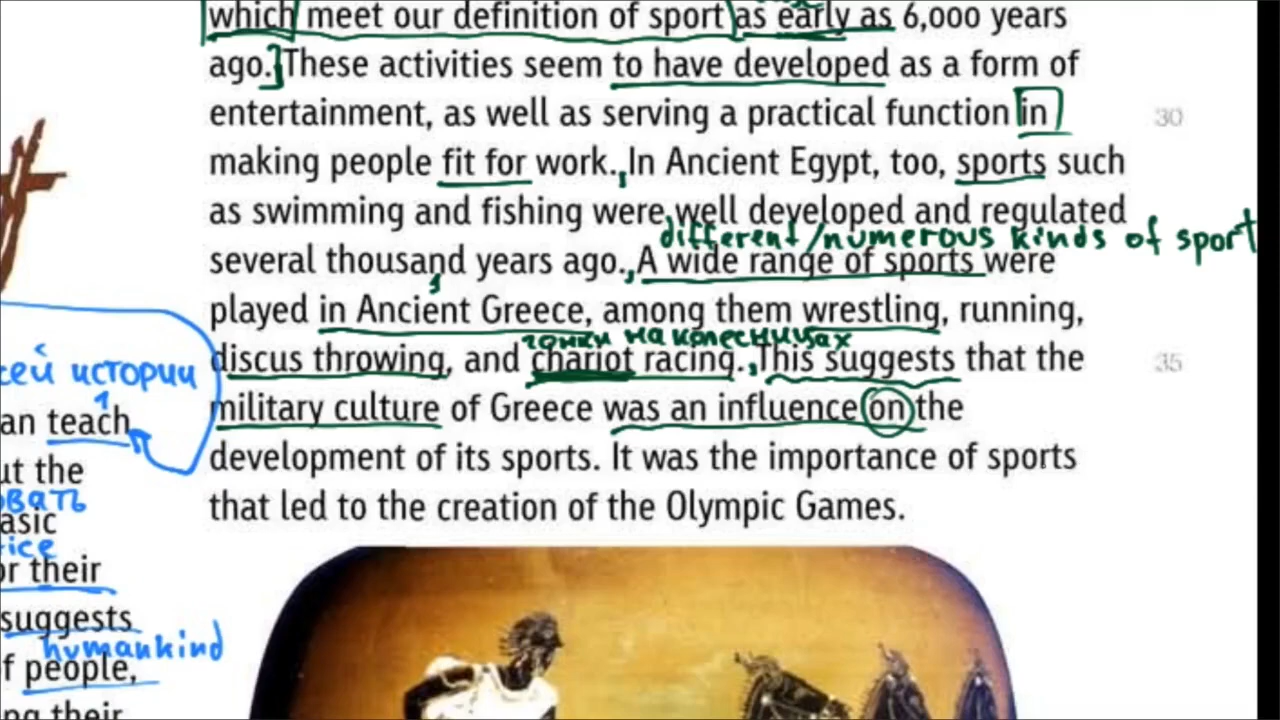 which meet our definition of sport as early as 6,000 years
ago.] These activities seem to have developed as a form of
entertainment, as well as serving a practical function in
30
making people fit for work. In Ancient Egypt, too, sports such
as swimming and fishing were well developed and regulated
different/numerous kinds of sport
several thousand years ago. A wide range of sports were
played in Ancient Greece, among them wrestling, running,
гонки на колесницах
discus throwing, and chariot racing. This suggests that the
35
military culture of Greece was an influence on the
development of its sports. It was the importance of sports
that led to the creation of the Olympic Games.
истории
an teach
ut the
asic
or their
suggests
humankind
f people,
ng their